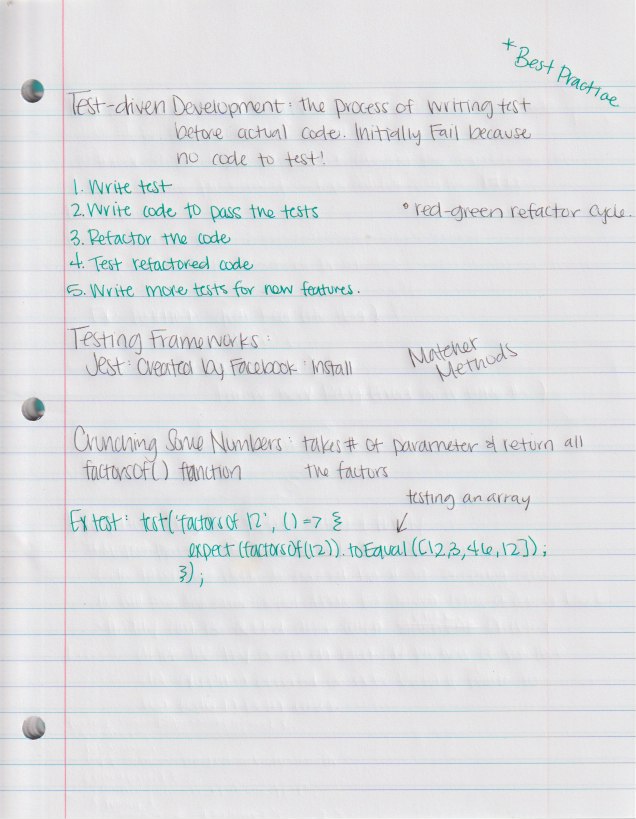 * Best Practice
Test-driven Development: the process of writing test
before actual code. Initially Fail because
no code to test!
1. Write test
2. Write code to pass the tests
• red-green refactor cycle.
3. Refactor the code
4. Test refactored code
5. Write more tests for new features.
Testing Frameworks:
Jest: Created by Facebook: Install
Matcher
Methods
Crunching Some Numbers: takes # of parameter & return all
factorsOf() function the factors
testing an array
Ex test: test('factors of 12', () => {
expect(factorsOf(12)).toEqual([1,2,3,4,6,12]);
});